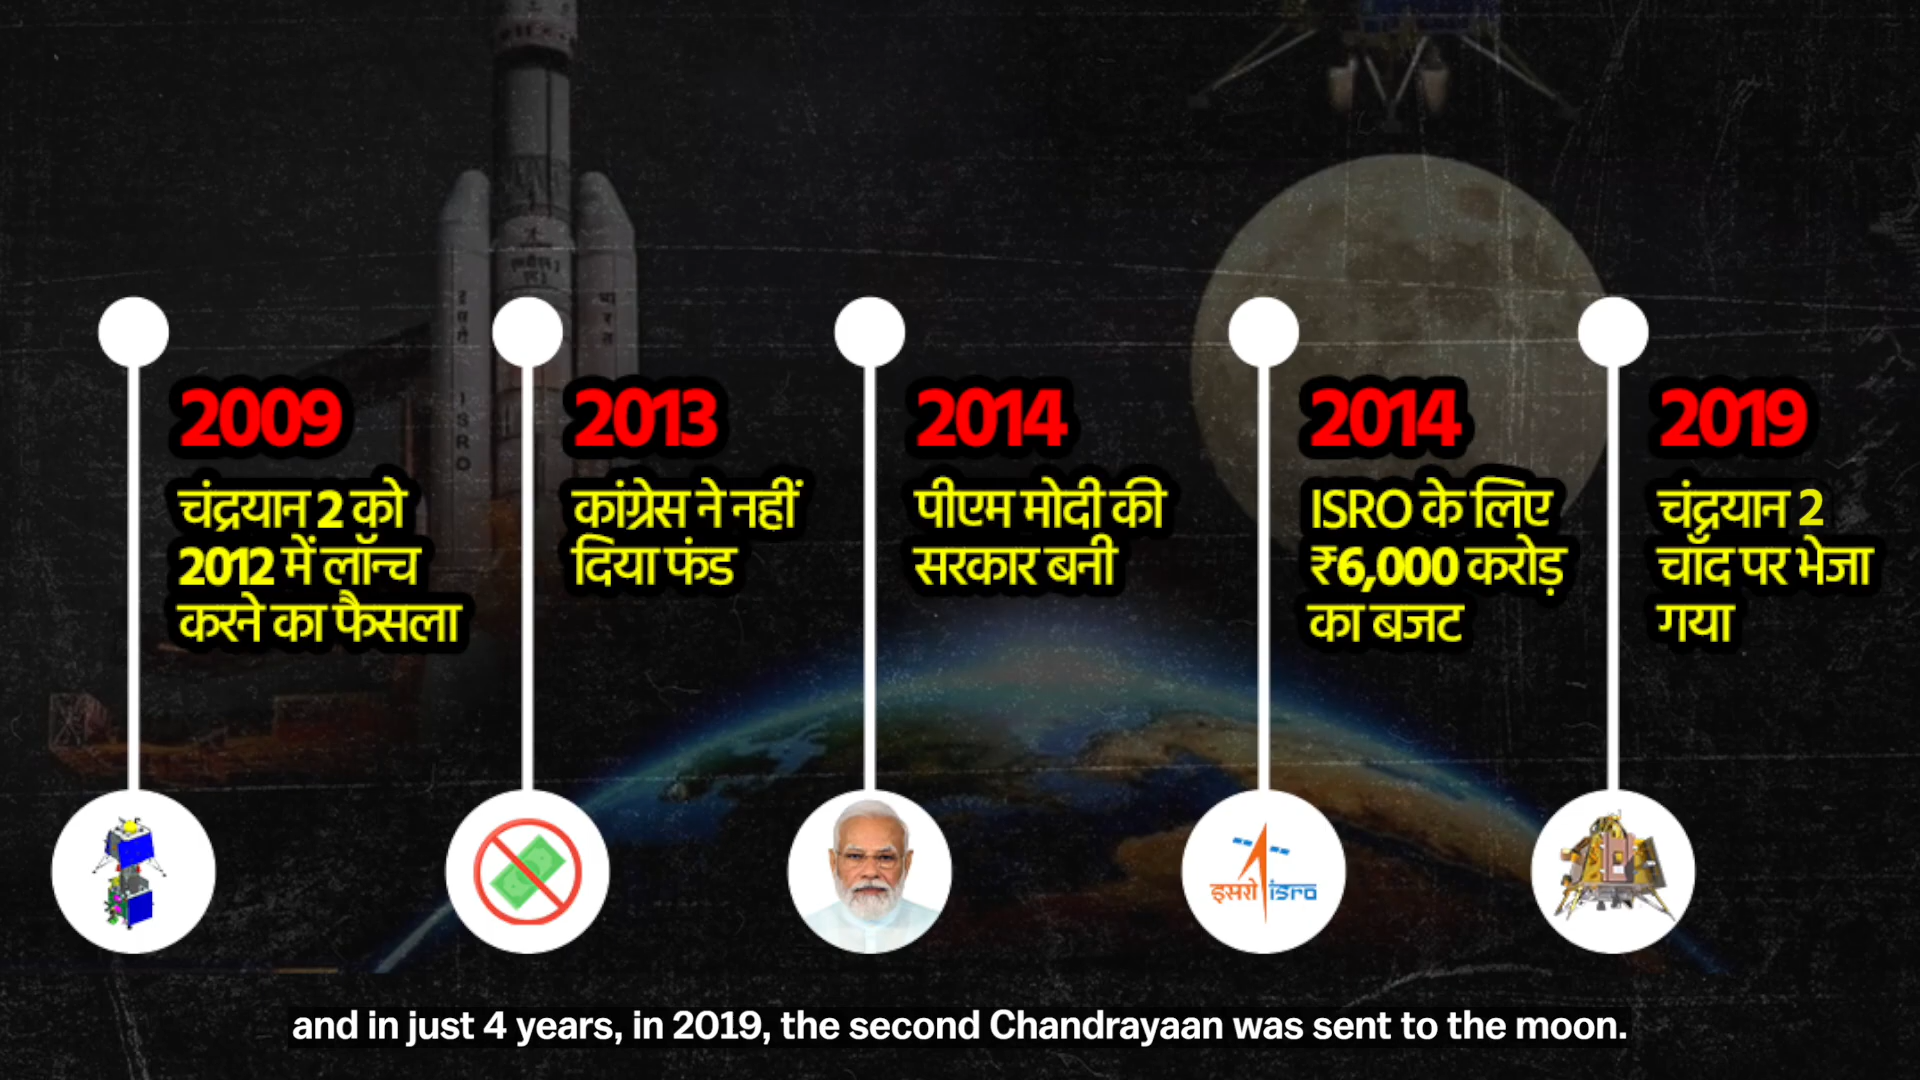 2009
चंद्रयान 2 को
2012 में लॉन्च
करने का फैसला
2013
कांग्रेस ने नहीं
दिया फंड
2014
पीएम मोदी की
सरकार बनी
2014
ISRO के लिए
₹6,000 करोड़
का बजट
2019
चंद्रयान 2
चाँद पर भेजा
गया
ISRO
इसरो isro
and in just 4 years, in 2019, the second Chandrayaan was sent to the moon.